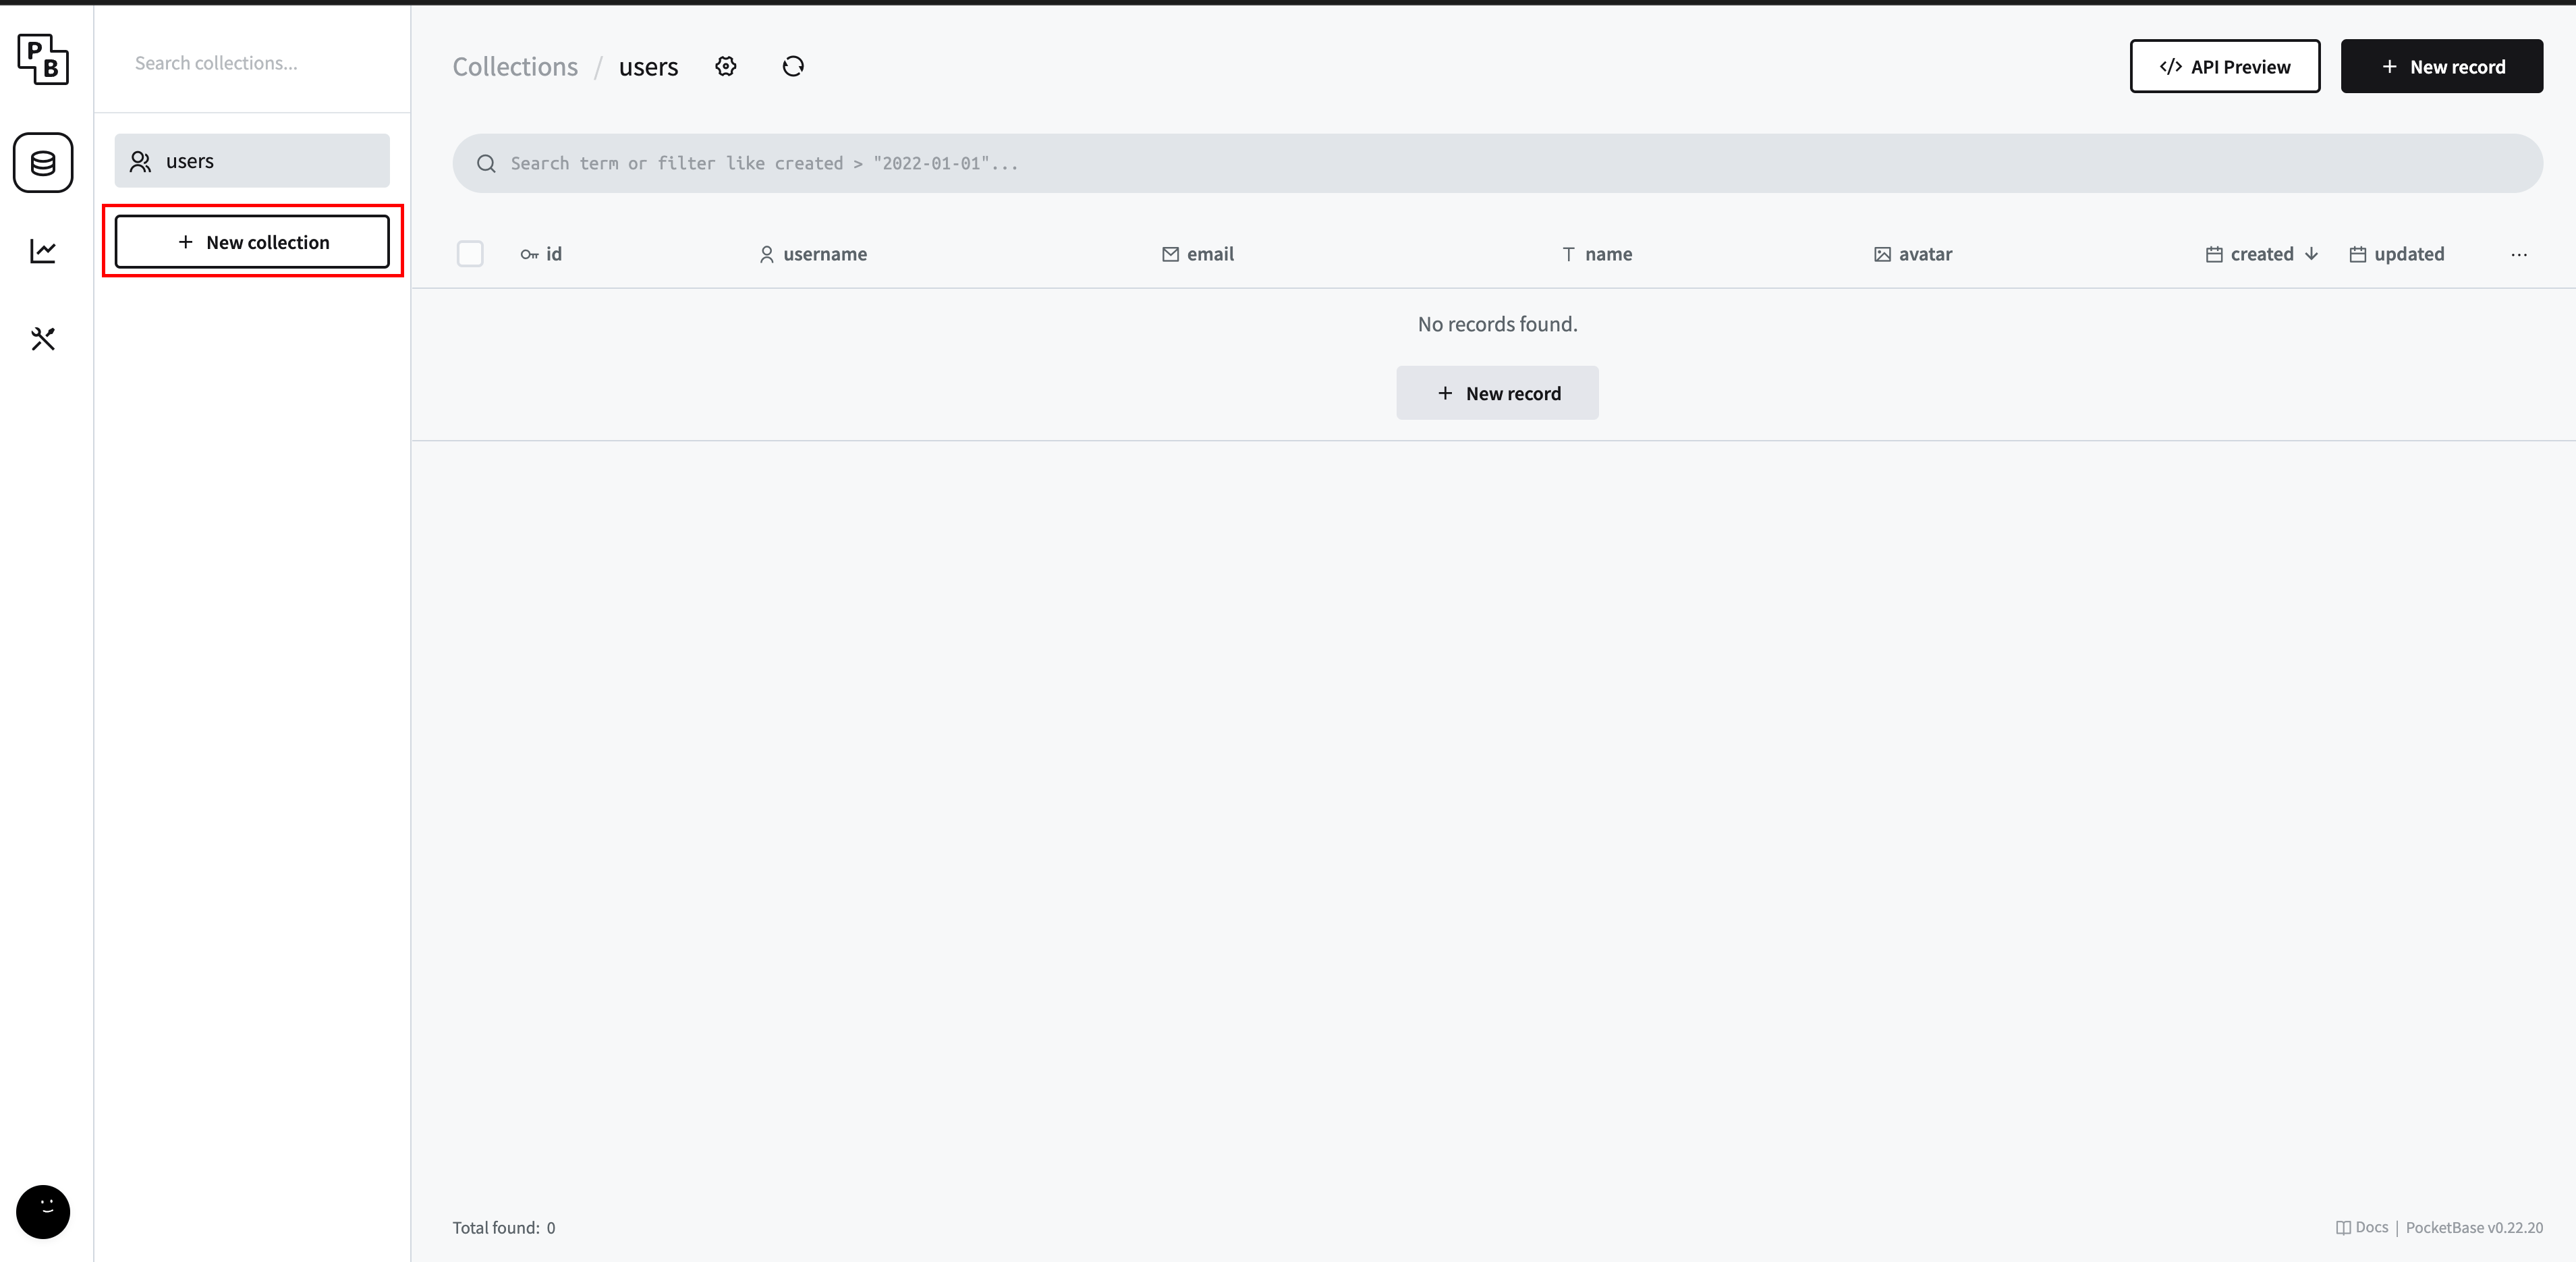 P
B
Search collections...
users
+ New collection
Collections / users
</> API Preview
+ New record
Search term or filter like created > "2022-01-01"...
id
username
email
name
avatar
created
updated
No records found.
+ New record
Total found: 0
Docs | PocketBase v0.22.20